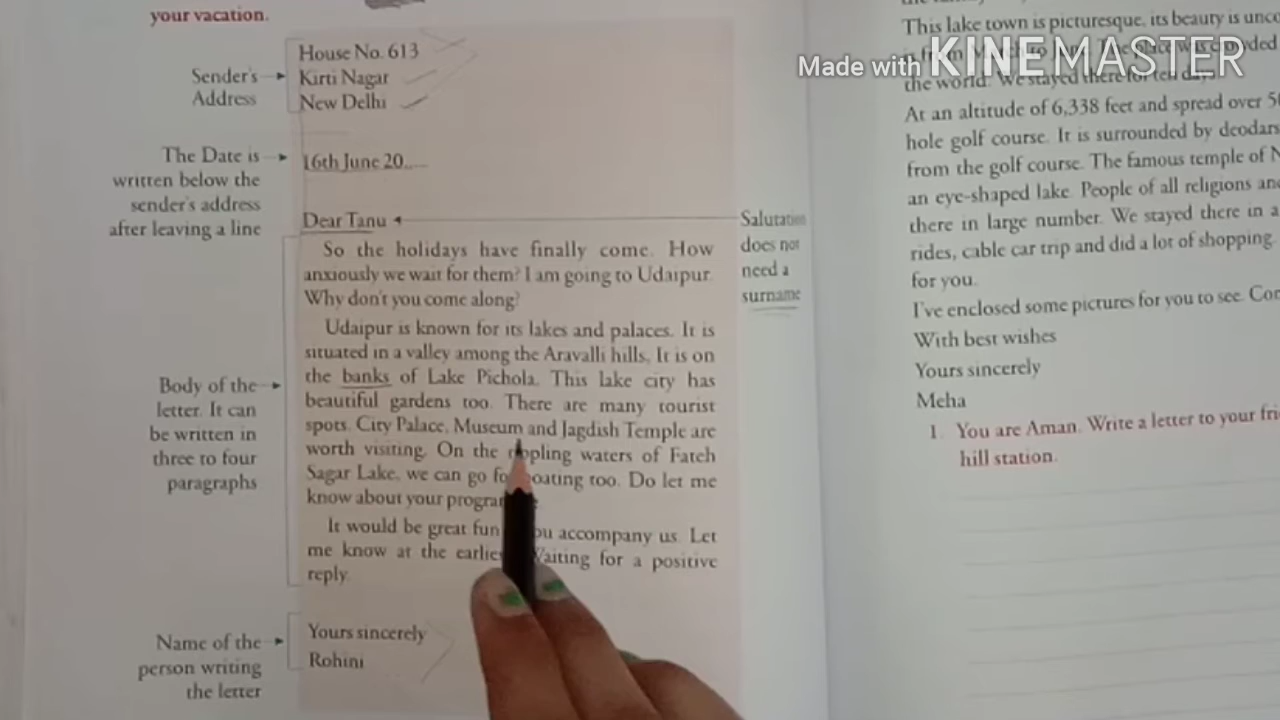 your vacation.
Sender's
Address
House No. 613
Kirti Nagar
New Delhi
The Date is
written below the
sender's address
after leaving a line
16th June 20.....
Dear Tanu
Salutation
does not
need a
surname
Body of the
letter. It can
be written in
three to four
paragraphs
So the holidays have finally come. How
anxiously we wait for them? I am going to Udaipur.
Why don't you come along?
Udaipur is known for its lakes and palaces. It is
situated in a valley among the Aravalli hills. It is on
the banks of Lake Pichola. This lake city has
beautiful gardens too. There are many tourist
spots. City Palace, Museum and Jagdish Temple are
worth visiting. On the waters of Fateh
Sagar Lake, we can go too. Do let me
know about your
It would be great fun accompany us. Let
me know at the for a positive
reply.
Name of the
person writing
the letter
Yours sincerely
Rohini
Made with KINEMASTER
This lake town is picturesque, its beauty is
the world. We stayed there for ten days
At an altitude of 6,338 feet and spread over
hole golf course. It is surrounded by deodars
from the golf course. The famous temple of
an eye-shaped lake. People of all religions
there in large number. We stayed there in a
rides, cable car trip and did a lot of shopping.
for you.
I've enclosed some pictures for you to see.
With best wishes
Yours sincerely
Meha
1. You are Aman. Write a letter to your
hill station.